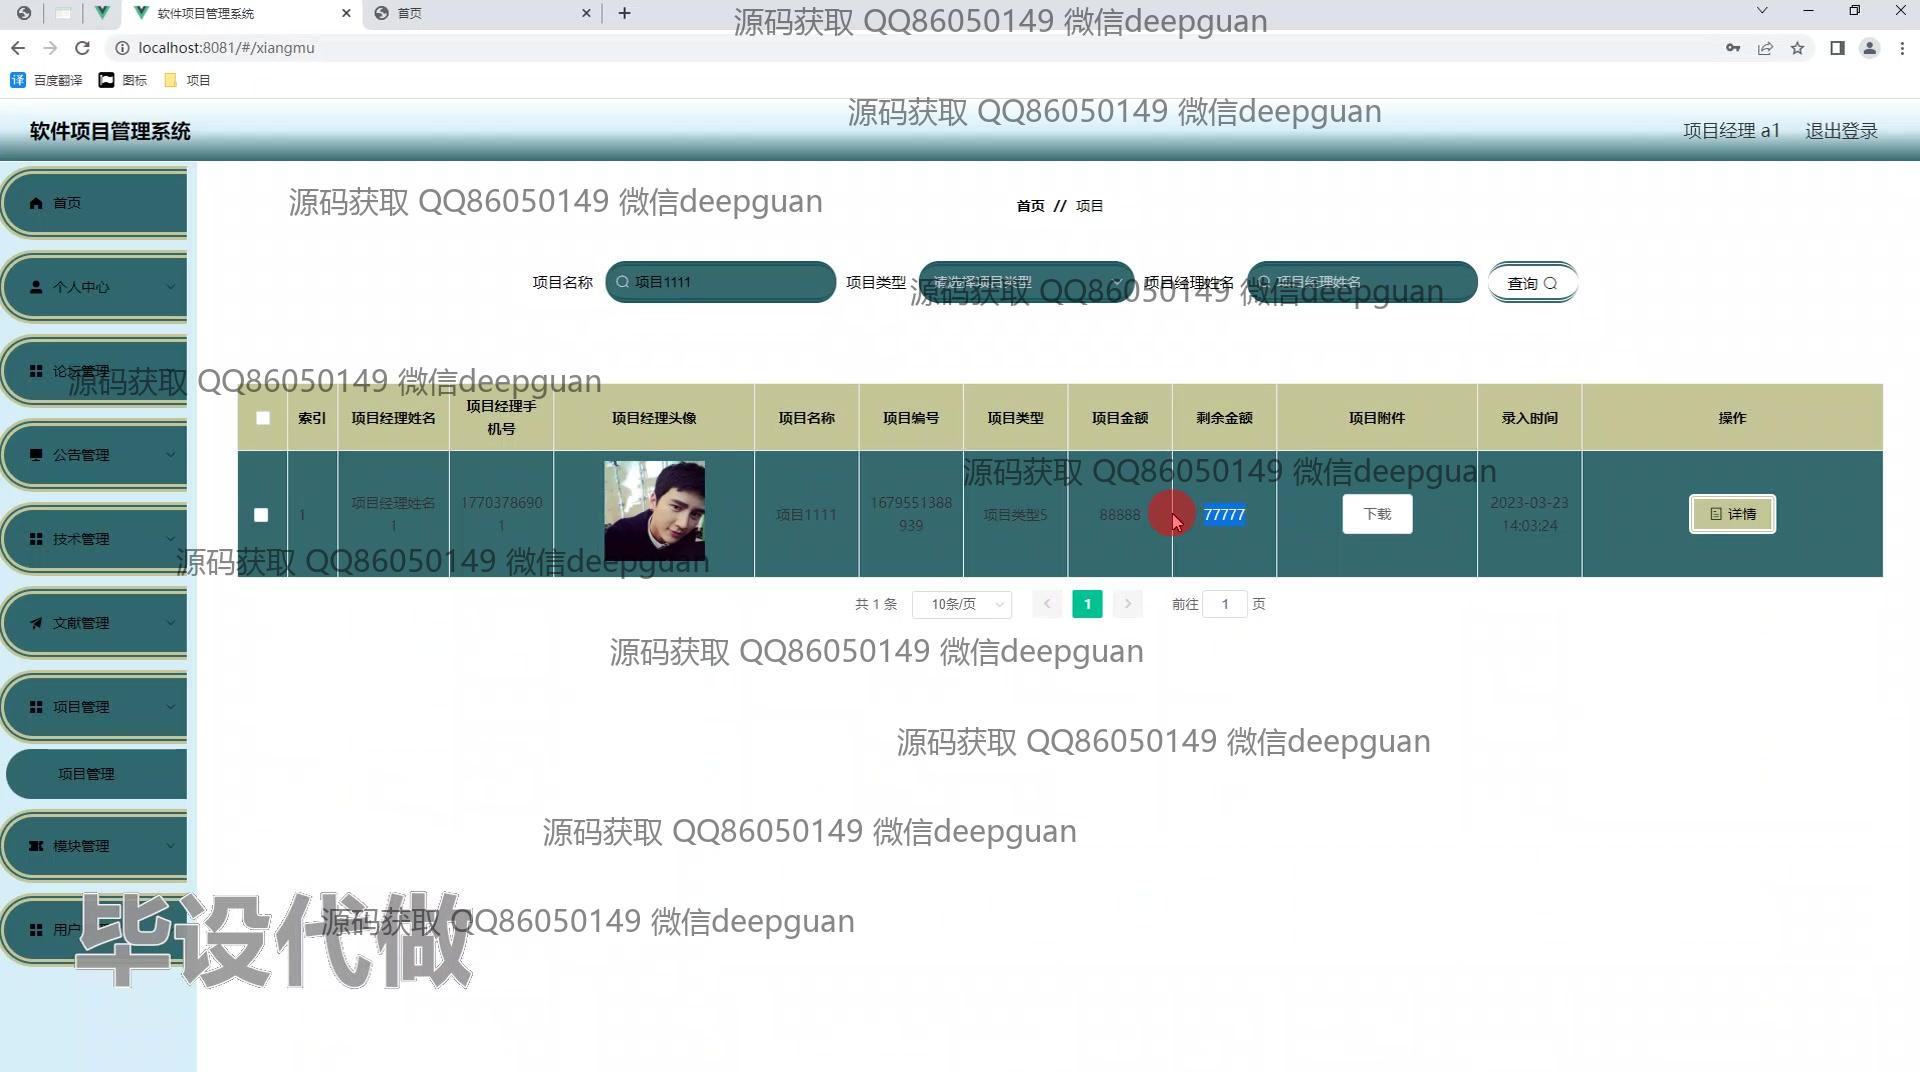 软件项目管理系统
首页
源码获取 QQ86050149 微信deepguan
localhost:8081/#/xiangmu
译 百度翻译
图标
项目
源码获取 QQ86050149 微信deepguan
软件项目管理系统
项目经理 a1
退出登录
首页
源码获取 QQ86050149 微信deepguan
首页 // 项目
个人中心
项目名称
项目1111
项目类型
请选择项目类型
项目经理姓名
项目经理姓名
查询
源码获取 QQ86050149 微信deepguan
论坛管理
源码获取 QQ86050149 微信deepguan
索引
项目经理姓名
项目经理手
机号
项目经理头像
项目名称
项目编号
项目类型
项目金额
剩余金额
项目附件
录入时间
操作
公告管理
源码获取 QQ86050149 微信deepguan
1
项目经理姓名
1
1770378690
1
项目1111
1679551388
939
项目类型5
88888
77777
下载
2023-03-23
14:03:24
详情
技术管理
源码获取 QQ86050149 微信deepguan
共 1 条
10条/页
1
前往 1 页
文献管理
源码获取 QQ86050149 微信deepguan
项目管理
源码获取 QQ86050149 微信deepguan
项目管理
模块管理
源码获取 QQ86050149 微信deepguan
用户
毕设代做
源码获取 QQ86050149 微信deepguan